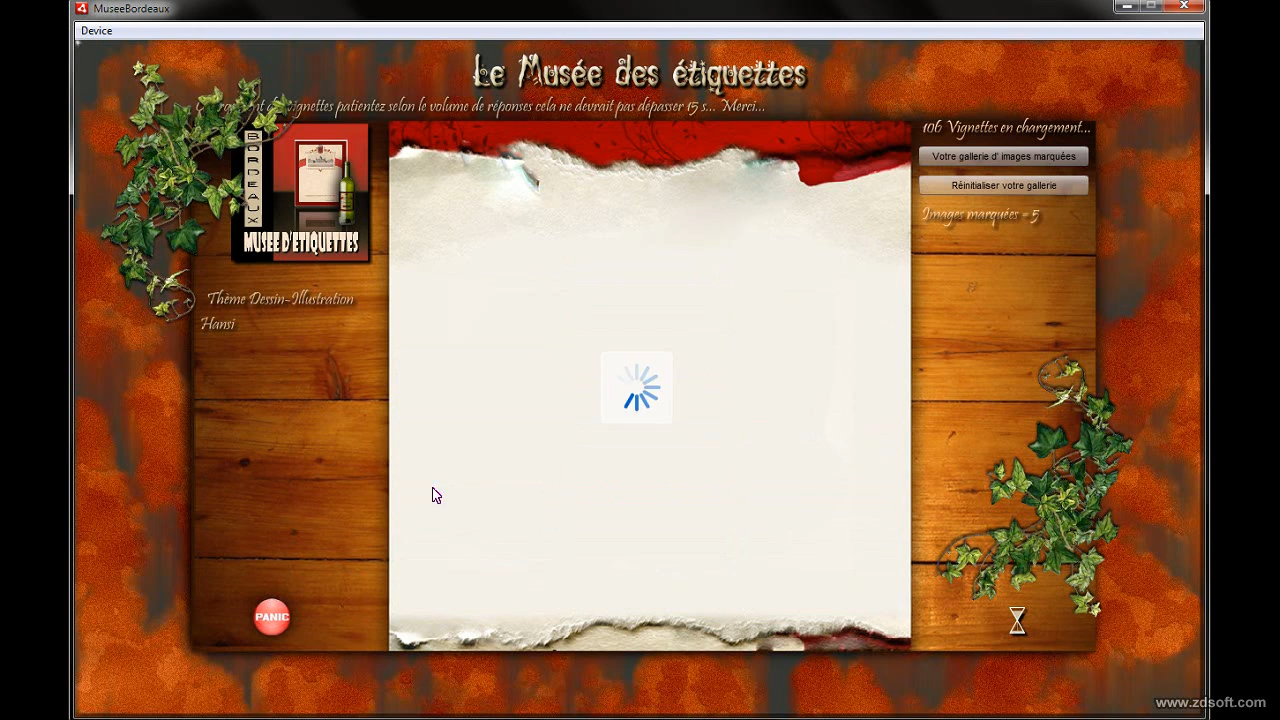 MuseeBordeaux
Device
Le Musée des étiquettes
vignettes patientez selon le volume de réponses cela ne devrait pas dépasser 15 s... Merci...
BORDEAUX
MUSEE D'ETIQUETTES
Thème Dessin-Illustration
Hansi
106 Vignettes en chargement...
Votre gallerie d' images marquées
Réinitialiser votre gallerie
Images marquées = 5
PANIC
www.zdsoft.com